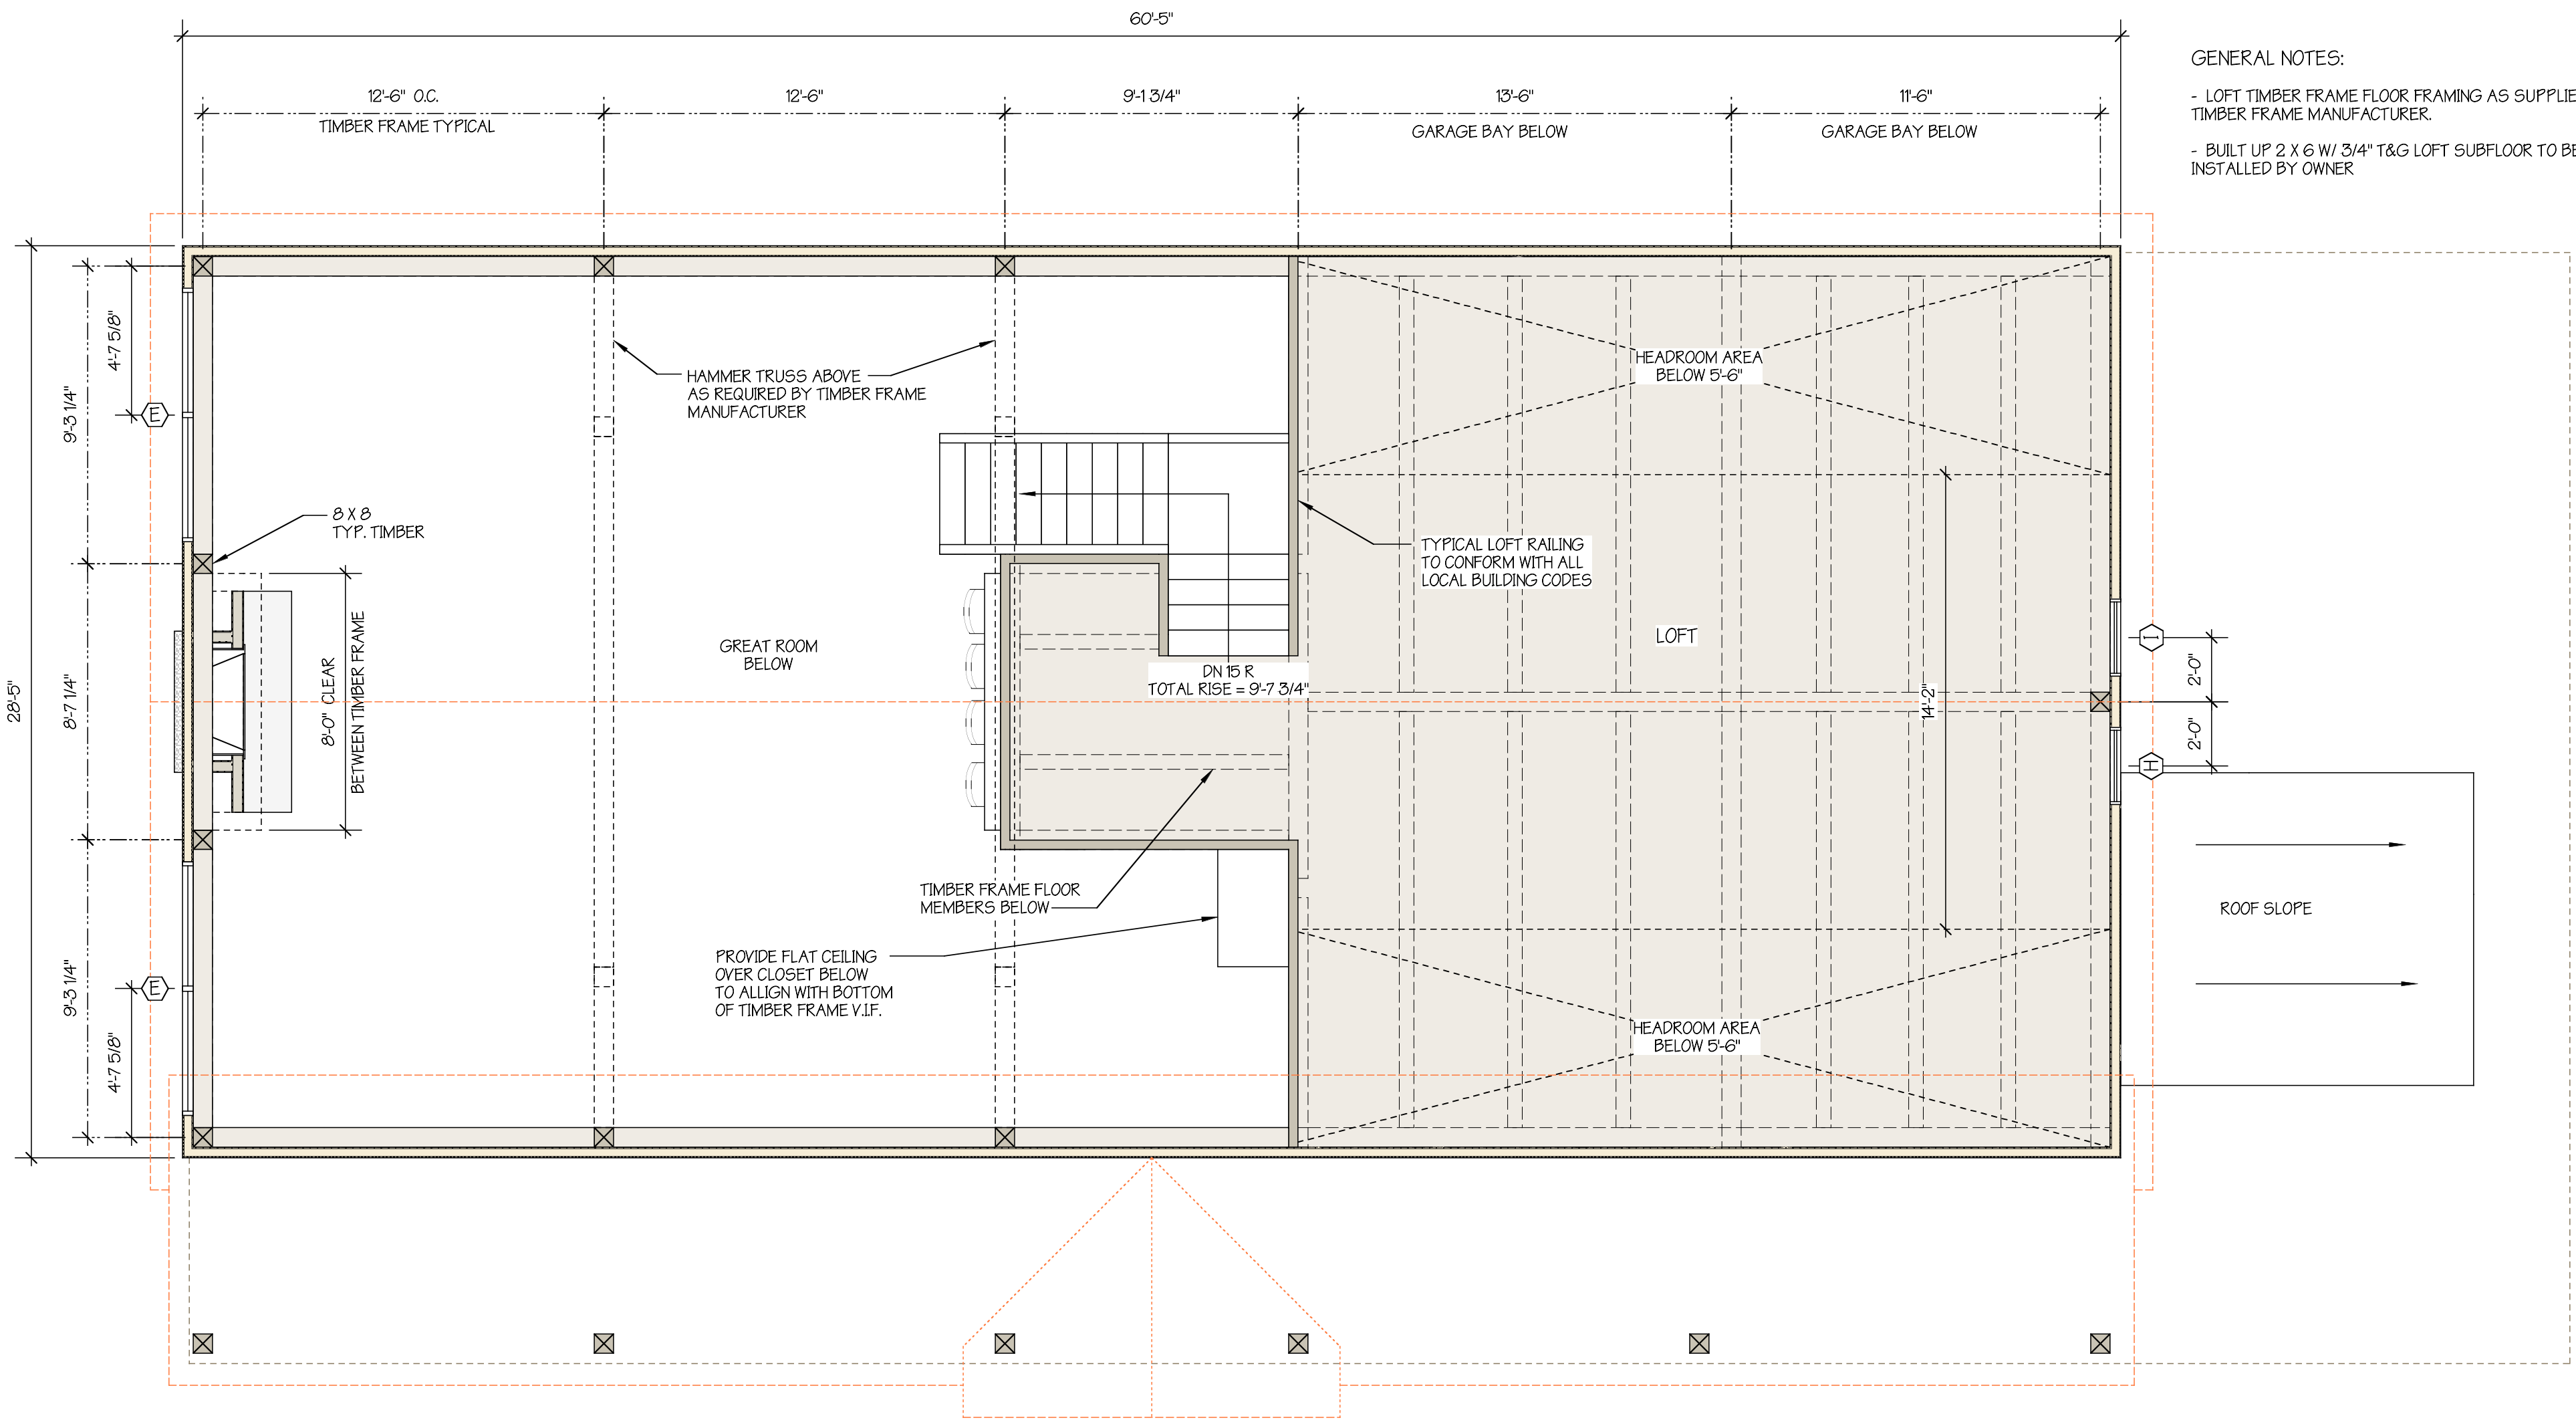 60'-5"
GENERAL NOTES:
- LOFT TIMBER FRAME FLOOR FRAMING AS SUPPLIE
TIMBER FRAME MANUFACTURER.
- BUILT UP 2 X 6 W/ 3/4" T&G LOFT SUBFLOOR TO BE
INSTALLED BY OWNER
12'-6" O.C.
TIMBER FRAME TYPICAL
12'-6"
9'-1 3/4"
13'-6"
GARAGE BAY BELOW
11'-6"
GARAGE BAY BELOW
28'-5"
9'-3 1/4"
4'-7 5/8"
E
8'-7 1/4"
9'-3 1/4"
4'-7 5/8"
E
HAMMER TRUSS ABOVE
AS REQUIRED BY TIMBER FRAME
MANUFACTURER
8 X 8
TYP. TIMBER
8'-0" CLEAR
BETWEEN TIMBER FRAME
GREAT ROOM
BELOW
DN 15 R
TOTAL RISE = 9'-7 3/4"
TIMBER FRAME FLOOR
MEMBERS BELOW
PROVIDE FLAT CEILING
OVER CLOSET BELOW
TO ALLIGN WITH BOTTOM
OF TIMBER FRAME V.I.F.
HEADROOM AREA
BELOW 5'-6"
TYPICAL LOFT RAILING
TO CONFORM WITH ALL
LOCAL BUILDING CODES
LOFT
14'-2"
HEADROOM AREA
BELOW 5'-6"
I
2'-0"
2'-0"
H
ROOF SLOPE